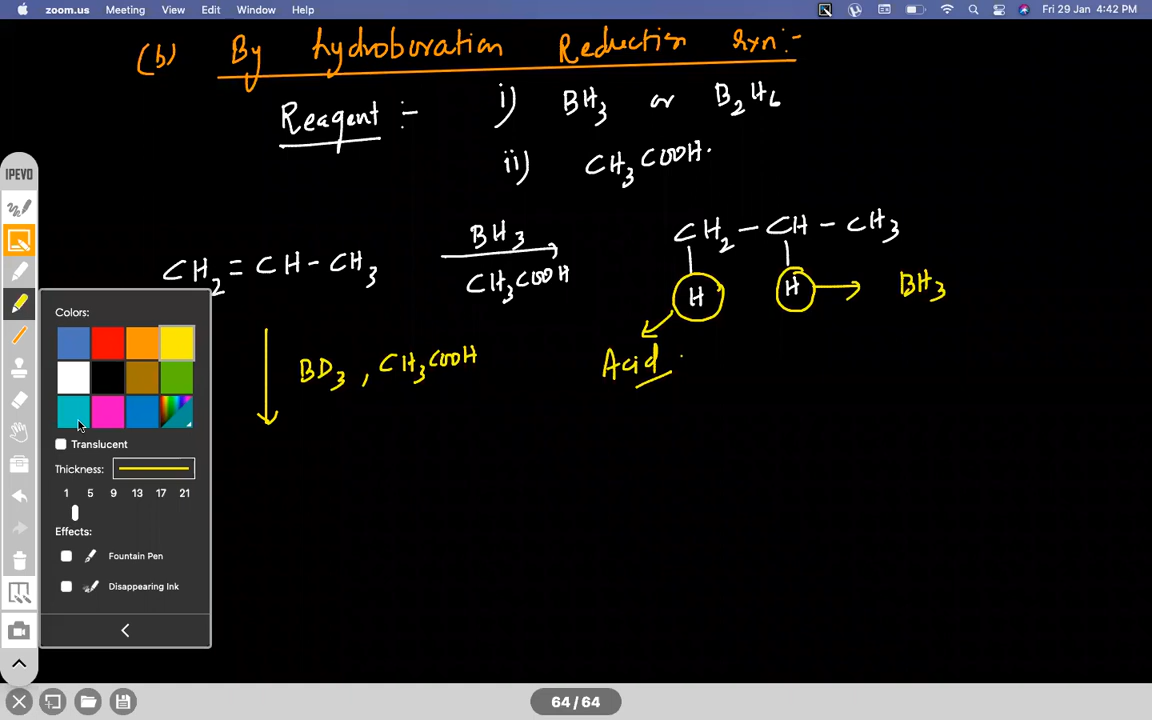 zoom.us Meeting View Edit Window Help Fri 29 Jan 4:42 PM
(b) By hydroboration Reduction rxn:-
Reagent :- i) BH3 or B2H6
ii) CH3COOH.
CH2 = CH - CH3 BH3 CH3COOH CH2 - CH - CH3
H H → BH3
Acid
BD3, CH3COOH
IPEVO
Colors:
Translucent
Thickness:
1 5 9 13 17 21
Effects:
Fountain Pen
Disappearing Ink
64 / 64